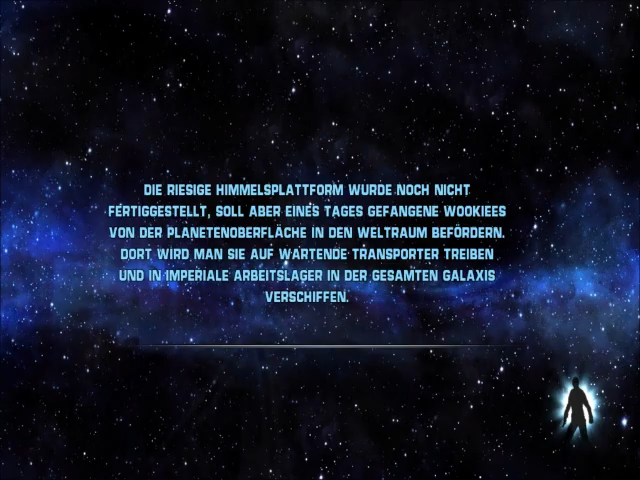 DIE RIESIGE HIMMELSPLATTFORM WURDE NOCH NICHT
FERTIGGESTELLT, SOLL ABER EINES TAGES GEFANGENE WOOKIEES
VON DER PLANETENOBERFLÄCHE IN DEN WELTRAUM BEFÖRDERN.
DORT WIRD MAN SIE AUF WARTENDE TRANSPORTER TREIBEN
UND IN IMPERIALE ARBEITSLAGER IN DER GESAMTEN GALAXIS
VERSCHIFFEN.